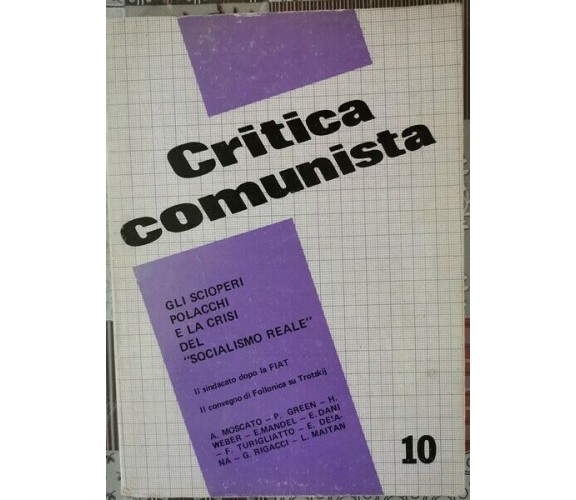 Critica
comunista
GLI SCIOPERI
POLACCHI
E LA CRISI
DEL
"SOCIALISMO REALE"
Il sindacato dopo la FIAT
Il convegno di Follonica su Trotskij
A. MOSCATO – P. GREEN – H.
WEBER – E. MANDEL – E. DANI
– F. TURIGLIATTO – E. DEIA-
NA – G. RIGACCI – L. MAITAN
10